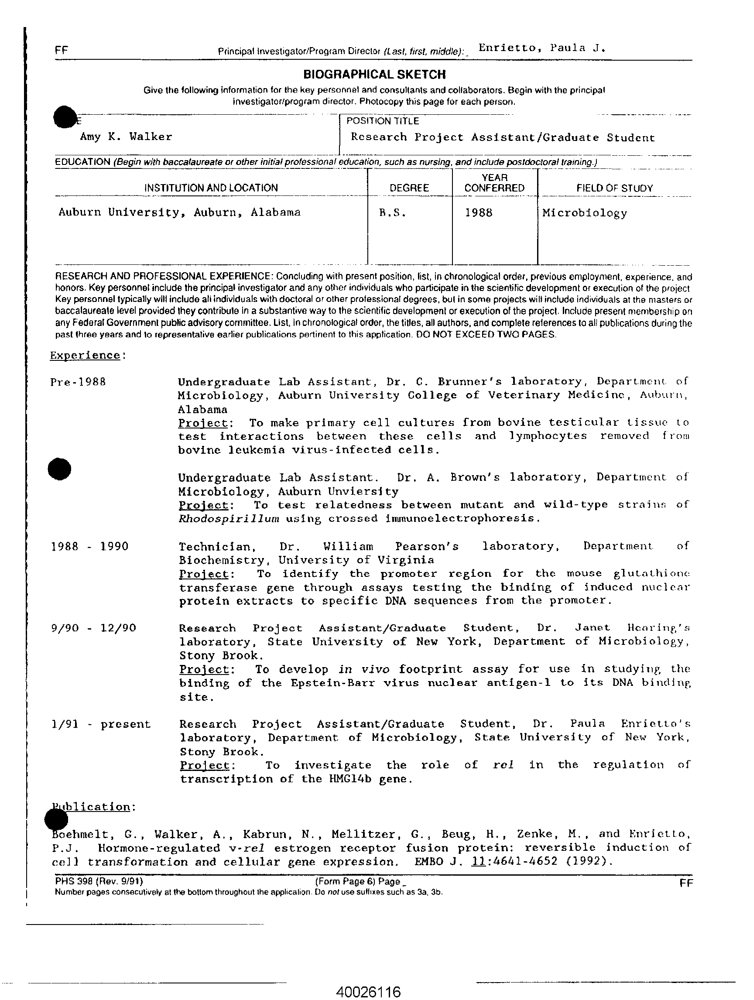 FF Principal Investigator/Program Director (Last, first, middle): Enrietto, Paula J.
BIOGRAPHICAL SKETCH
Give the following information for the key personnel and consultants and collaborators. Begin with the principal
investigator/program director. Photocopy this page for each person.
POSITION TITLE
Amy K. Walker Research Project Assistant/Graduate Student
EDUCATION (Begin with baccalaureate or other initial professional education, such as nursing, and include postdoctoral training.)
INSTITUTION AND LOCATION DEGREE YEAR CONFERRED FIELD OF STUDY
Auburn University, Auburn, Alabama B.S. 1988 Microbiology
RESEARCH AND PROFESSIONAL EXPERIENCE: Concluding with present position, list, in chronological order, previous employment, experience, and
honors. Key personnel include the principal investigator and any other individuals who participate in the scientific development or execution of the project
Key personnel typically will include all individuals with doctoral or other professional degrees, but in some projects will include individuals at the masters or
baccalaureate level provided they contribute in a substantive way to the scientific development or execution of the project. Include present membership on
any Federal Government public advisory committee. List, in chronological order, the titles, all authors, and complete references to all publications during the
past three years and to representative earlier publications pertinent to this application. DO NOT EXCEED TWO PAGES.
Experience:
Pre-1988 Undergraduate Lab Assistant, Dr. C. Brunner's laboratory, Department of
Microbiology, Auburn University College of Veterinary Medicine, Auburn,
Alabama
Project: To make primary cell cultures from bovine testicular tissue to
test interactions between these cells and lymphocytes removed from
bovine leukemia virus-infected cells.
Undergraduate Lab Assistant. Dr. A. Brown's laboratory, Department of
Microbiology, Auburn Unviersity
Project: To test relatedness between mutant and wild-type strains of
Rhodospirillum using crossed immunoelectrophoresis.
1988 - 1990 Technician, Dr. William Pearson's laboratory, Department of
Biochemistry, University of Virginia
Project: To identify the promoter region for the mouse glutathione
transferase gene through assays testing the binding of induced nuclear
protein extracts to specific DNA sequences from the promoter.
9/90 - 12/90 Research Project Assistant/Graduate Student, Dr. Janet Hearing's
laboratory, State University of New York, Department of Microbiology,
Stony Brook.
Project: To develop in vivo footprint assay for use in studying the
binding of the Epstein-Barr virus nuclear antigen-1 to its DNA binding
site.
1/91 - present Research Project Assistant/Graduate Student, Dr. Paula Enrietto's
laboratory, Department of Microbiology, State University of New York,
Stony Brook.
Project: To investigate the role of rel in the regulation of
transcription of the HMG14b gene.
Publication:
Boehmelt, G., Walker, A., Kabrun, N., Mellitzer, G., Beug, H., Zenke, M., and Enrietto,
P.J. Hormone-regulated v-rel estrogen receptor fusion protein: reversible induction of
cell transformation and cellular gene expression. EMBO J. 11:4641-4652 (1992).
PHS 398 (Rev. 9/91) (Form Page 6) Page _ FF
Number pages consecutively at the bottom throughout the application. Do not use suffixes such as 3a, 3b.
40026116